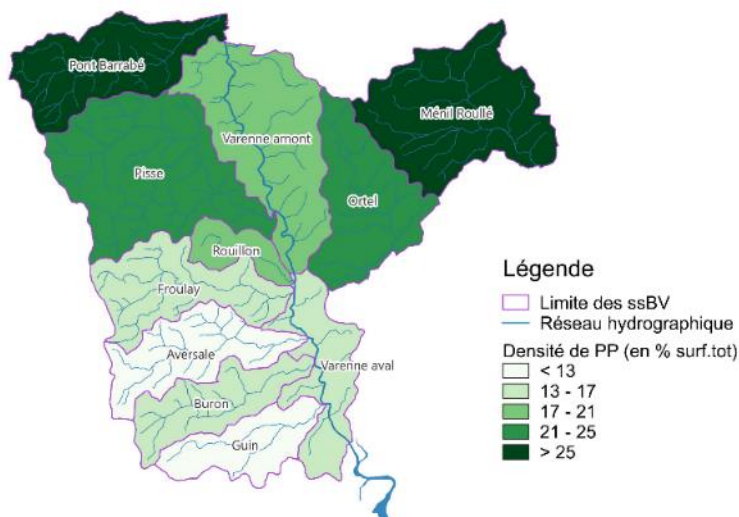 Pont Barrabé
Ménil Roullé
Varenne amont
Pisse
Ortel
Rouillon
Froulay
Aversale
Varenne aval
Buron
Guin
Légende
Limite des ssBV
Réseau hydrographique
Densité de PP (en % surf.tot)
< 13
13 - 17
17 - 21
21 - 25
> 25